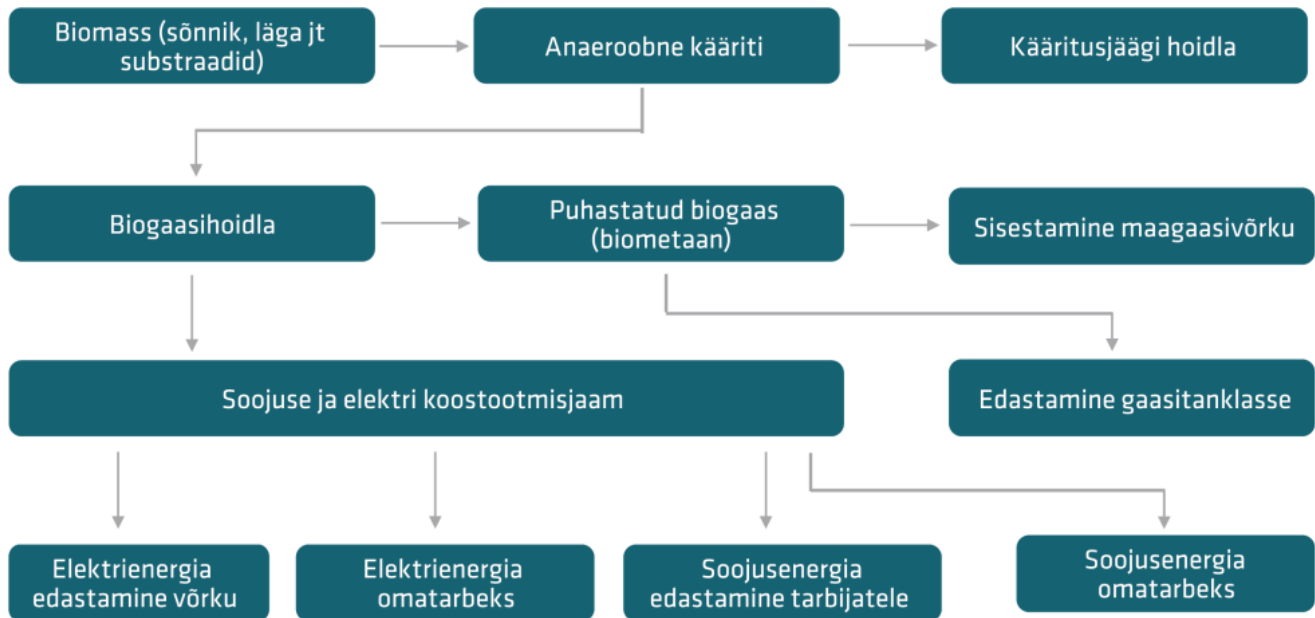 Biomass (sõnnik, läga jt
substraadid)
Anaeroobne kääriti
Kääritusjäägi hoidla
Biogaasihoidla
Puhastatud biogaas
(biometaan)
Sisestamine maagaasivõrku
Soojuse ja elektri koostootmisjaam
Edastamine gaasitanklasse
Elektrienergia
edastamine võrku
Elektrienergia
omatarbeks
Soojusenergia
edastamine tarbijatele
Soojusenergia
omatarbeks